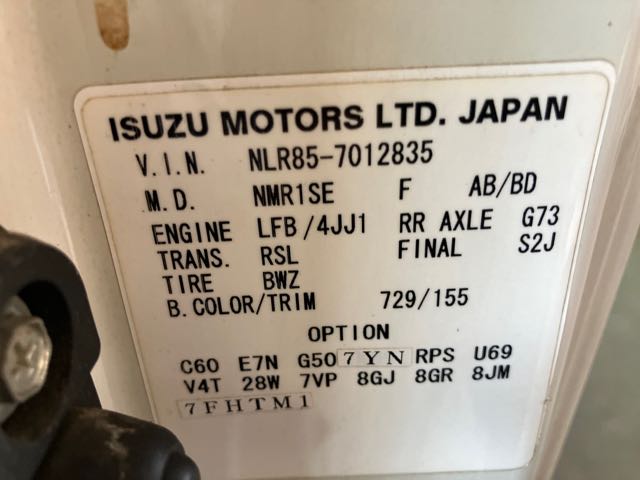 ISUZU MOTORS LTD. JAPAN
V.I.N. NLR85-7012835
M.D. NMR1SE F AB/BD
ENGINE LFB/4JJ1 RR AXLE G73
TRANS. RSL FINAL S2J
TIRE BWZ
B.COLOR/TRIM 729/155
OPTION
C60 E7N G50 7YN RPS U69
V4T 28W 7VP 8GJ 8GR 8JM
7FHTM1